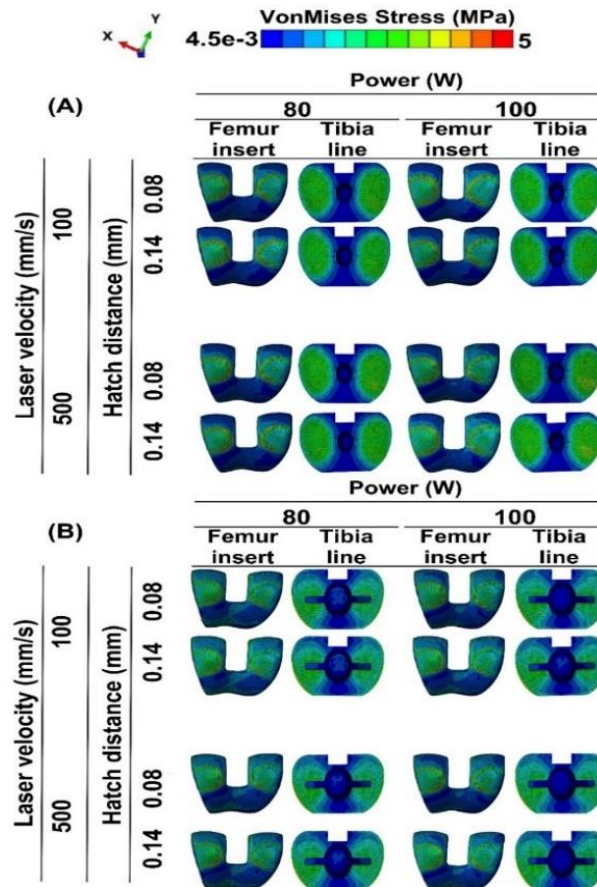 VonMises Stress (MPa)
X Y 4.5e-3 5
Power (W)
(A)
80 100
Femur insert Tibia line Femur insert Tibia line
Laser velocity (mm/s)
100
500
Hatch distance (mm)
0.08
0.14
0.08
0.14
Power (W)
(B)
80 100
Femur insert Tibia line Femur insert Tibia line
Laser velocity (mm/s)
100
500
Hatch distance (mm)
0.08
0.14
0.08
0.14